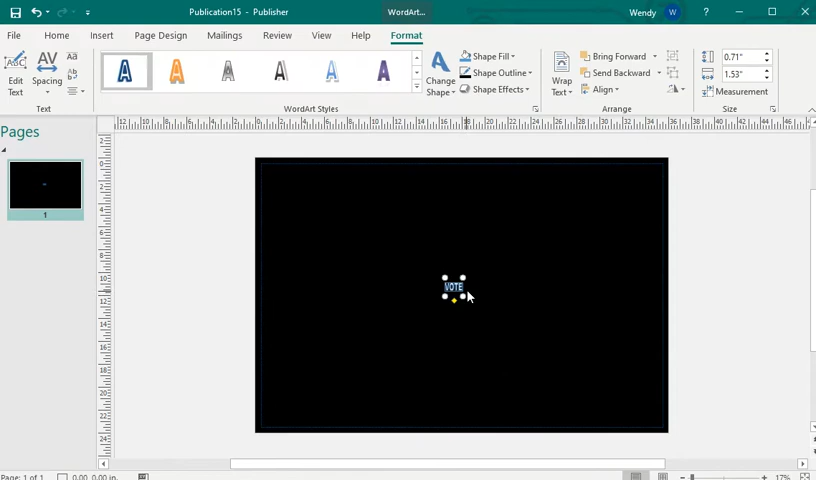 Publication15 - Publisher
WordArt...
Wendy W
File Home Insert Page Design Mailings Review View Help Format
Edit Text
Spacing
Aa
Text
A A A A A A
WordArt Styles
Change Shape
Shape Fill
Shape Outline
Shape Effects
Wrap Text
Bring Forward
Send Backward
Align
Arrange
0.71"
1.53"
Measurement
Size
Pages
1
VOTE
Page: 1 of 1
0.00, 0.00 in.
17%